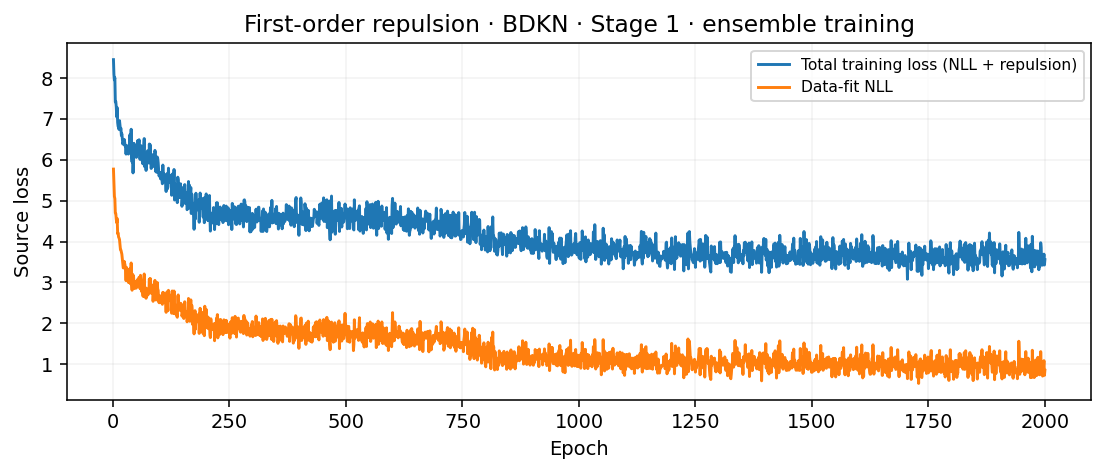 First-order repulsion · BDKN · Stage 1 · ensemble training
Total training loss (NLL + repulsion)
Data-fit NLL
Source loss
8
7
6
5
4
3
2
1
0 250 500 750 1000 1250 1500 1750 2000
Epoch